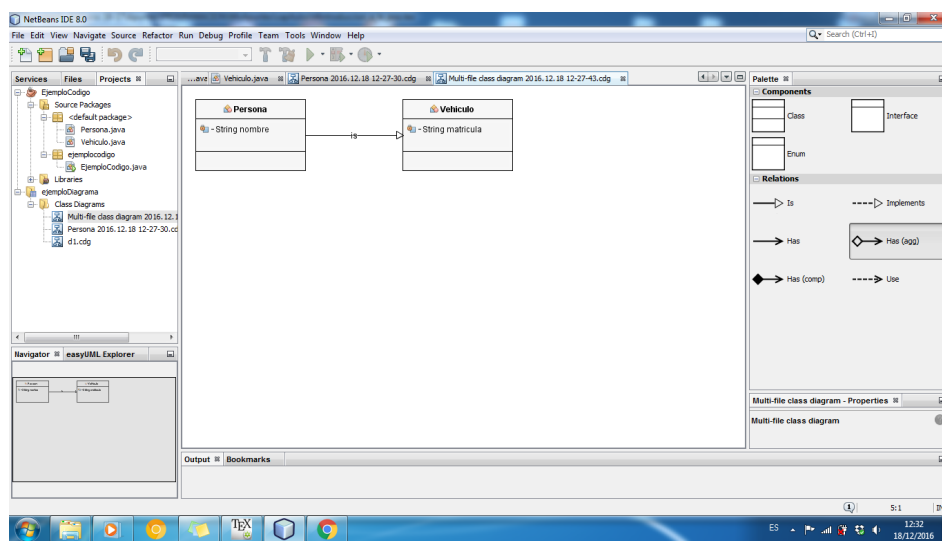 NetBeans IDE 8.0
File Edit View Navigate Source Refactor Run Debug Profile Team Tools Window Help
Search (Ctrl+I)
Services Files Projects
...ava Vehiculo.java Persona 2016.12.18 12-27-30.cdg Multi-file class diagram 2016.12.18 12-27-43.cdg
Palette
EjemploCodigo
Source Packages
<default package>
Persona.java
Vehiculo.java
ejemplocodigo
EjemploCodigo.java
Libraries
ejemploDiagrama
Class Diagrams
Multi-file class diagram 2016.12.1
Persona 2016.12.18 12-27-30.cd
d1.cdg
Persona
- String nombre
is
Vehiculo
- String matricula
Components
Class
Interface
Enum
Relations
Is
Implements
Has
Has (agg)
Has (comp)
Use
Navigator easyUML Explorer
Multi-file class diagram - Properties
Multi-file class diagram
Output Bookmarks
1
5:1
ES
12:32
18/12/2016
TEX